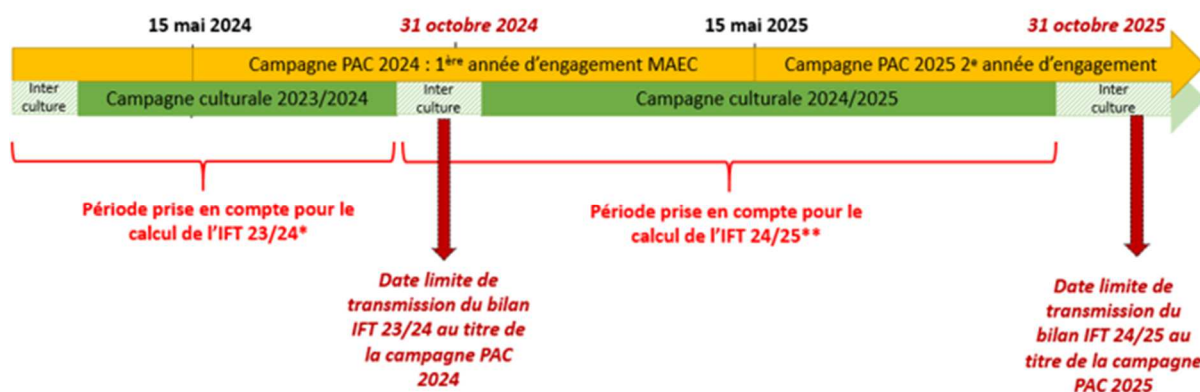 15 mai 2024
31 octobre 2024
15 mai 2025
31 octobre 2025
Campagne PAC 2024 : 1ère année d’engagement MAEC
Campagne PAC 2025 2e année d’engagement
Inter
culture
Campagne culturale 2023/2024
Inter
culture
Campagne culturale 2024/2025
Inter
culture
Période prise en compte pour le
calcul de l’IFT 23/24*
Période prise en compte pour le
calcul de l’IFT 24/25**
Date limite de
transmission du bilan
IFT 23/24 au titre de
la campagne PAC
2024
Date limite de
transmission du
bilan IFT 24/25 au
titre de la campagne
PAC 2025